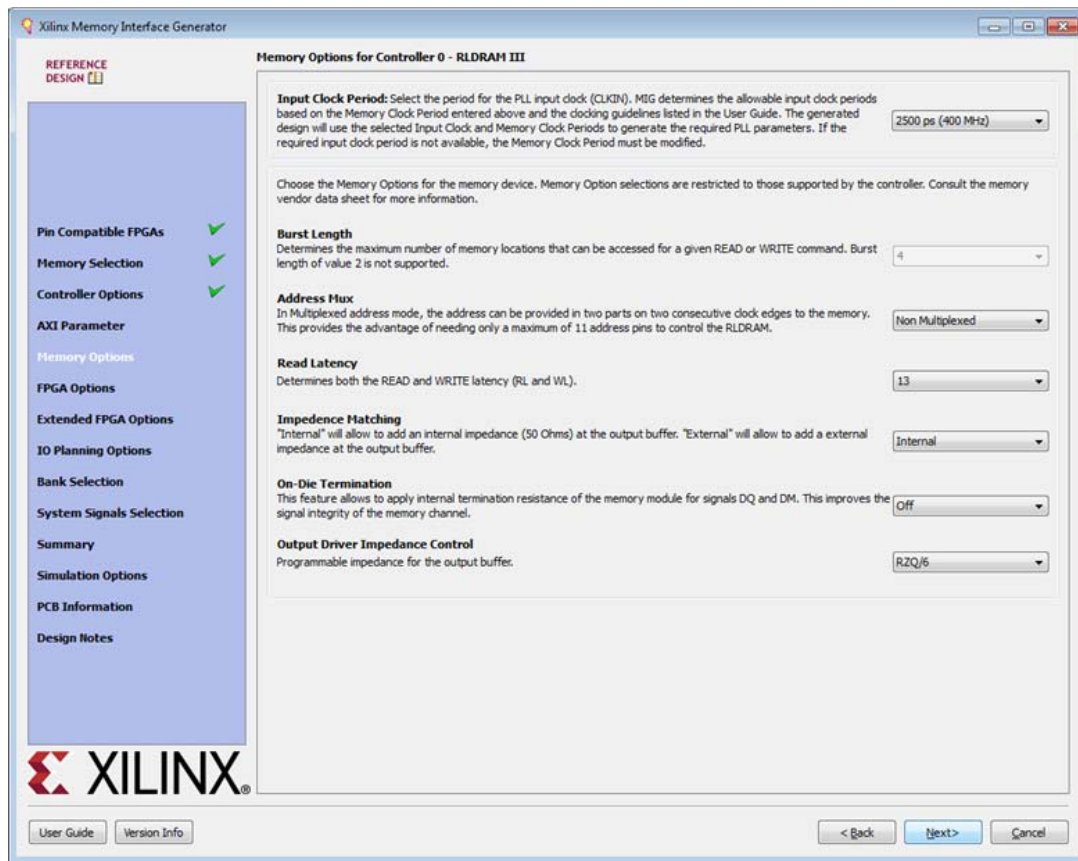 Xilinx Memory Interface Generator
REFERENCE
DESIGN
Pin Compatible FPGAs
Memory Selection
Controller Options
AXI Parameter
Memory Options
FPGA Options
Extended FPGA Options
IO Planning Options
Bank Selection
System Signals Selection
Summary
Simulation Options
PCB Information
Design Notes
XILINX®
Memory Options for Controller 0 - RLDRAM III
Input Clock Period: Select the period for the PLL input clock (CLKIN). MIG determines the allowable input clock periods
based on the Memory Clock Period entered above and the clocking guidelines listed in the User Guide. The generated
design will use the selected Input Clock and Memory Clock Periods to generate the required PLL parameters. If the
required input clock period is not available, the Memory Clock Period must be modified.
2500 ps (400 MHz)
Choose the Memory Options for the memory device. Memory Option selections are restricted to those supported by the controller. Consult the memory
vendor data sheet for more information.
Burst Length
Determines the maximum number of memory locations that can be accessed for a given READ or WRITE command. Burst
length of value 2 is not supported.
4
Address Mux
In Multiplexed address mode, the address can be provided in two parts on two consecutive clock edges to the memory.
This provides the advantage of needing only a maximum of 11 address pins to control the RLDRAM.
Non Multiplexed
Read Latency
Determines both the READ and WRITE latency (RL and WL).
13
Impedence Matching
"Internal" will allow to add an internal impedance (50 Ohms) at the output buffer. "External" will allow to add a external
impedance at the output buffer.
Internal
On-Die Termination
This feature allows to apply internal termination resistance of the memory module for signals DQ and DM. This improves the
signal integrity of the memory channel.
Off
Output Driver Impedance Control
Programmable impedance for the output buffer.
RZQ/6
User Guide
Version Info
< Back
Next>
Cancel